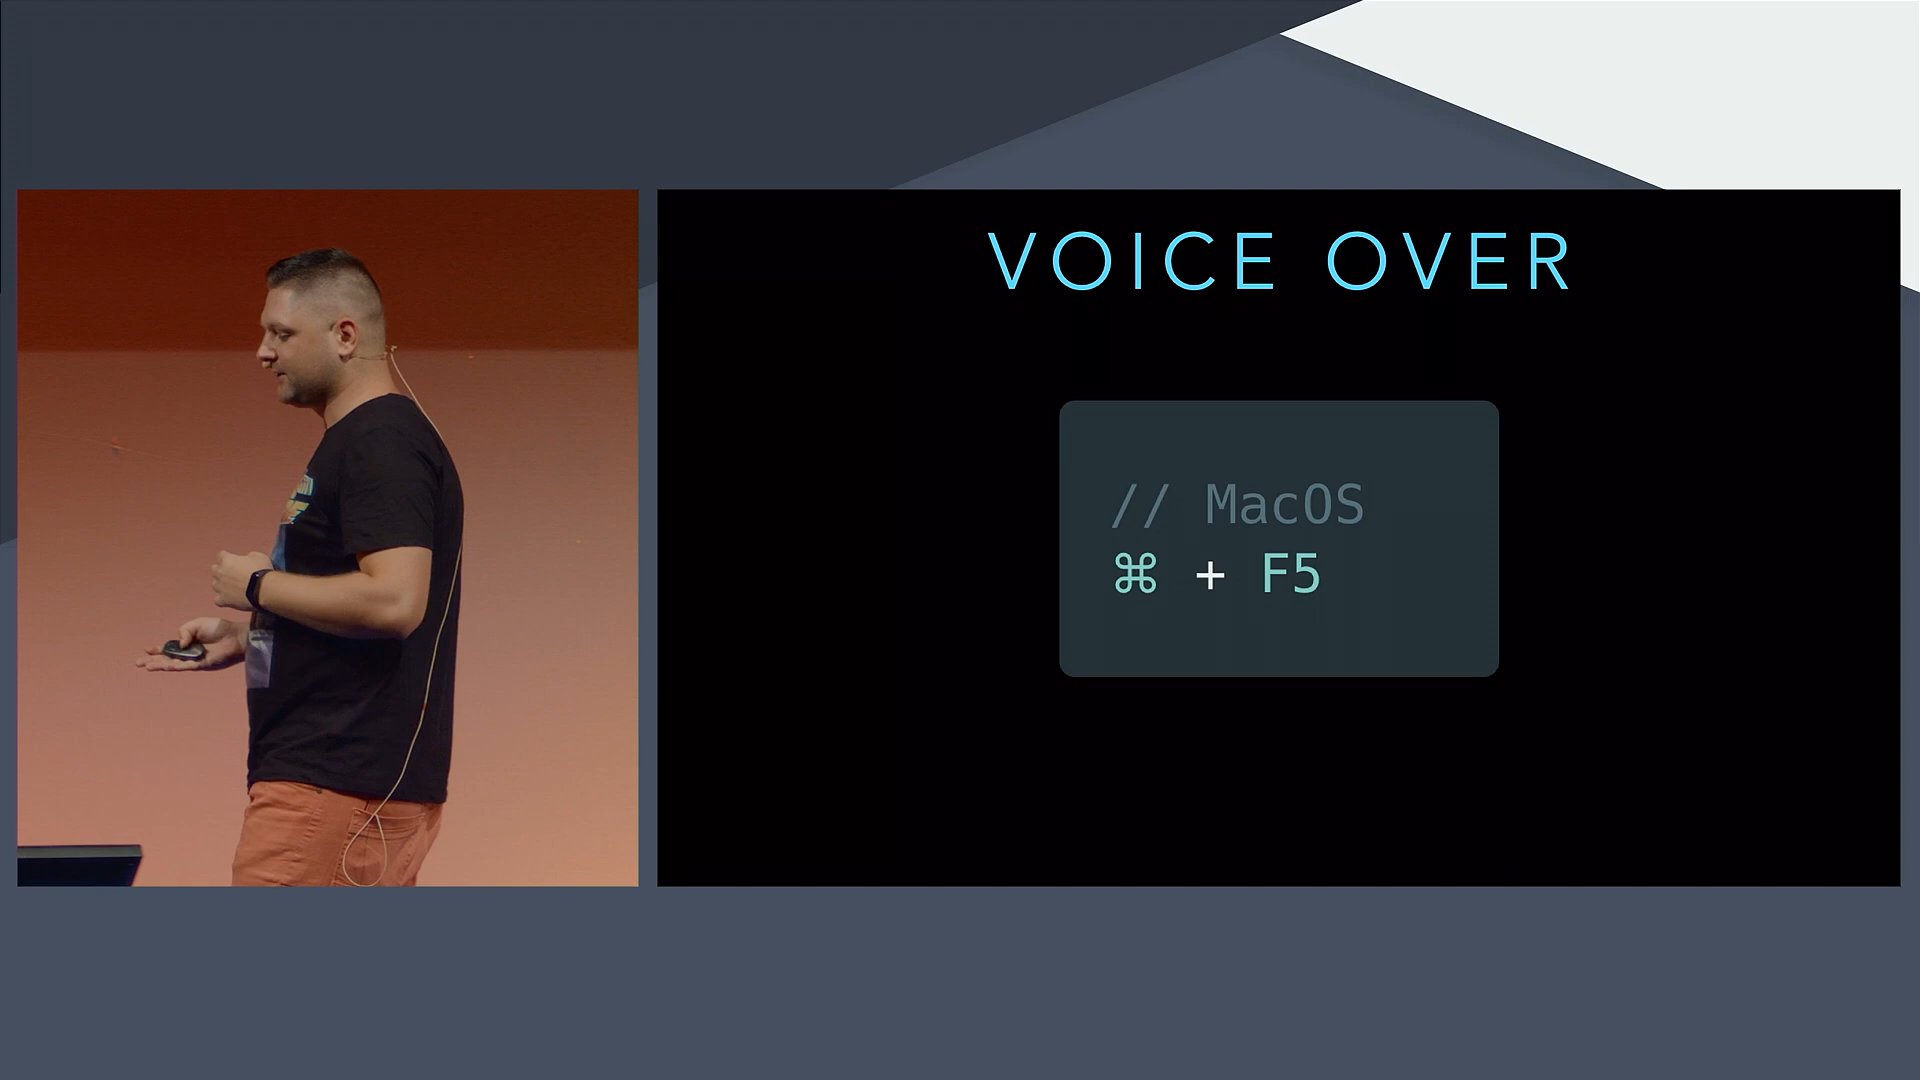 VOICE OVER
// MacOS
⌘ + F5